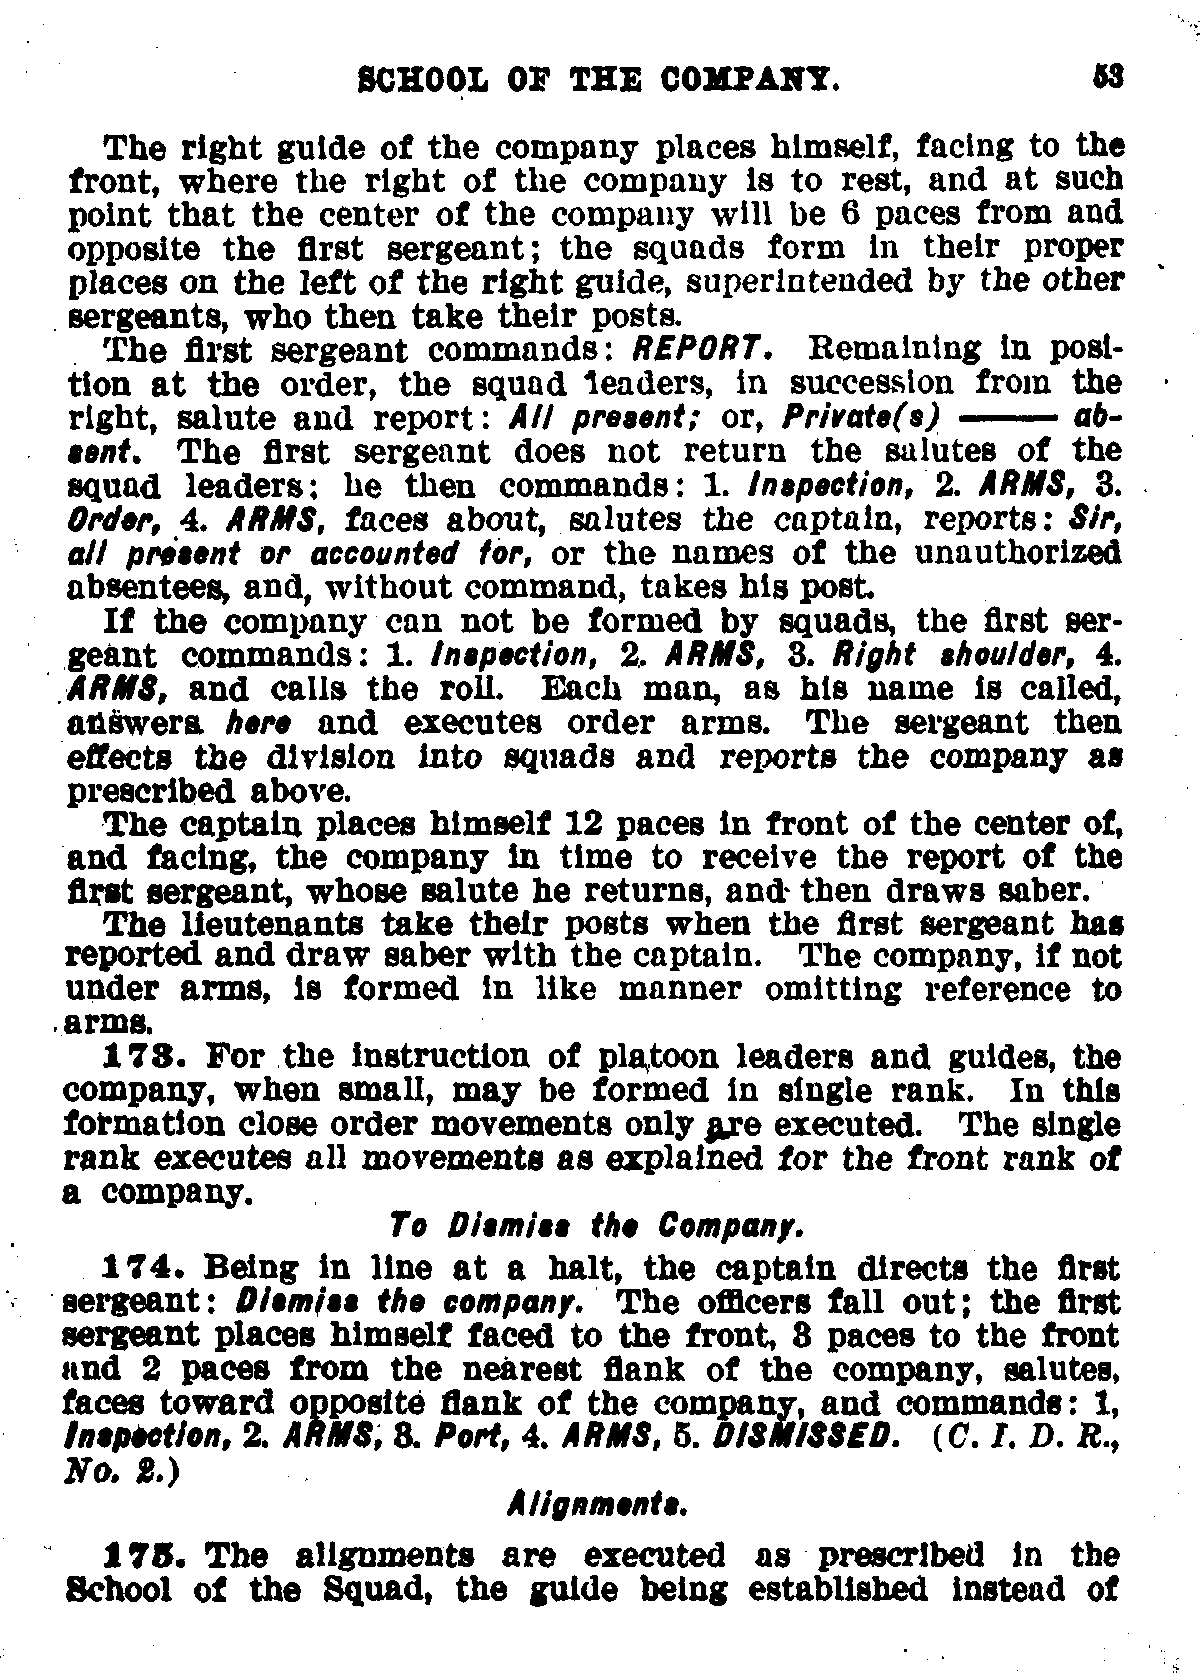 SCHOOL OF THE COMPANY. 53
The right guide of the company places himself, facing to the
front, where the right of the company is to rest, and at such
point that the center of the company will be 6 paces from and
opposite the first sergeant; the squads form in their proper
places on the left of the right guide, superintended by the other
sergeants, who then take their posts.
The first sergeant commands: REPORT. Remaining in posi-
tion at the order, the squad leaders, in succession from the
right, salute and report: All present; or, Private(s) ——— ab-
sent. The first sergeant does not return the salutes of the
squad leaders; he then commands: 1. Inspection, 2. ARMS, 3.
Order, 4. ARMS, faces about, salutes the captain, reports: Sir,
all present or accounted for, or the names of the unauthorized
absentees, and, without command, takes his post.
If the company can not be formed by squads, the first ser-
geant commands: 1. Inspection, 2. ARMS, 3. Right shoulder, 4.
ARMS, and calls the roll. Each man, as his name is called,
answers here and executes order arms. The sergeant then
effects the division into squads and reports the company as
prescribed above.
The captain places himself 12 paces in front of the center of,
and facing, the company in time to receive the report of the
first sergeant, whose salute he returns, and then draws saber.
The lieutenants take their posts when the first sergeant has
reported and draw saber with the captain. The company, if not
under arms, is formed in like manner omitting reference to
arms.
173. For the instruction of platoon leaders and guides, the
company, when small, may be formed in single rank. In this
formation close order movements only are executed. The single
rank executes all movements as explained for the front rank of
a company.
To Dismiss the Company.
174. Being in line at a halt, the captain directs the first
sergeant: Dismiss the company. The officers fall out; the first
sergeant places himself faced to the front, 3 paces to the front
and 2 paces from the nearest flank of the company, salutes,
faces toward opposite flank of the company, and commands: 1,
Inspection, 2. ARMS, 3. Port, 4. ARMS, 5. DISMISSED. (C. I. D. R.,
No. 2.)
Alignments.
175. The alignments are executed as prescribed in the
School of the Squad, the guide being established instead of